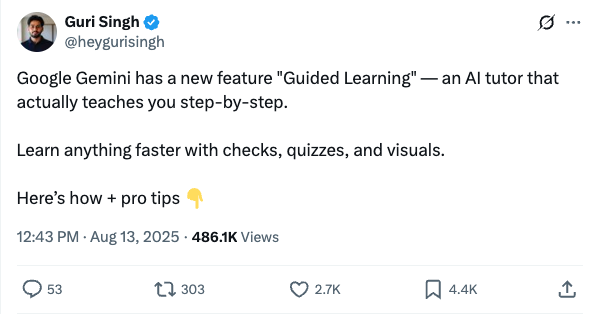 Guri Singh
@heygurisingh
Google Gemini has a new feature "Guided Learning" — an AI tutor that
actually teaches you step-by-step.
Learn anything faster with checks, quizzes, and visuals.
Here’s how + pro tips 👇
12:43 PM · Aug 13, 2025 · 486.1K Views
53 303 2.7K 4.4K